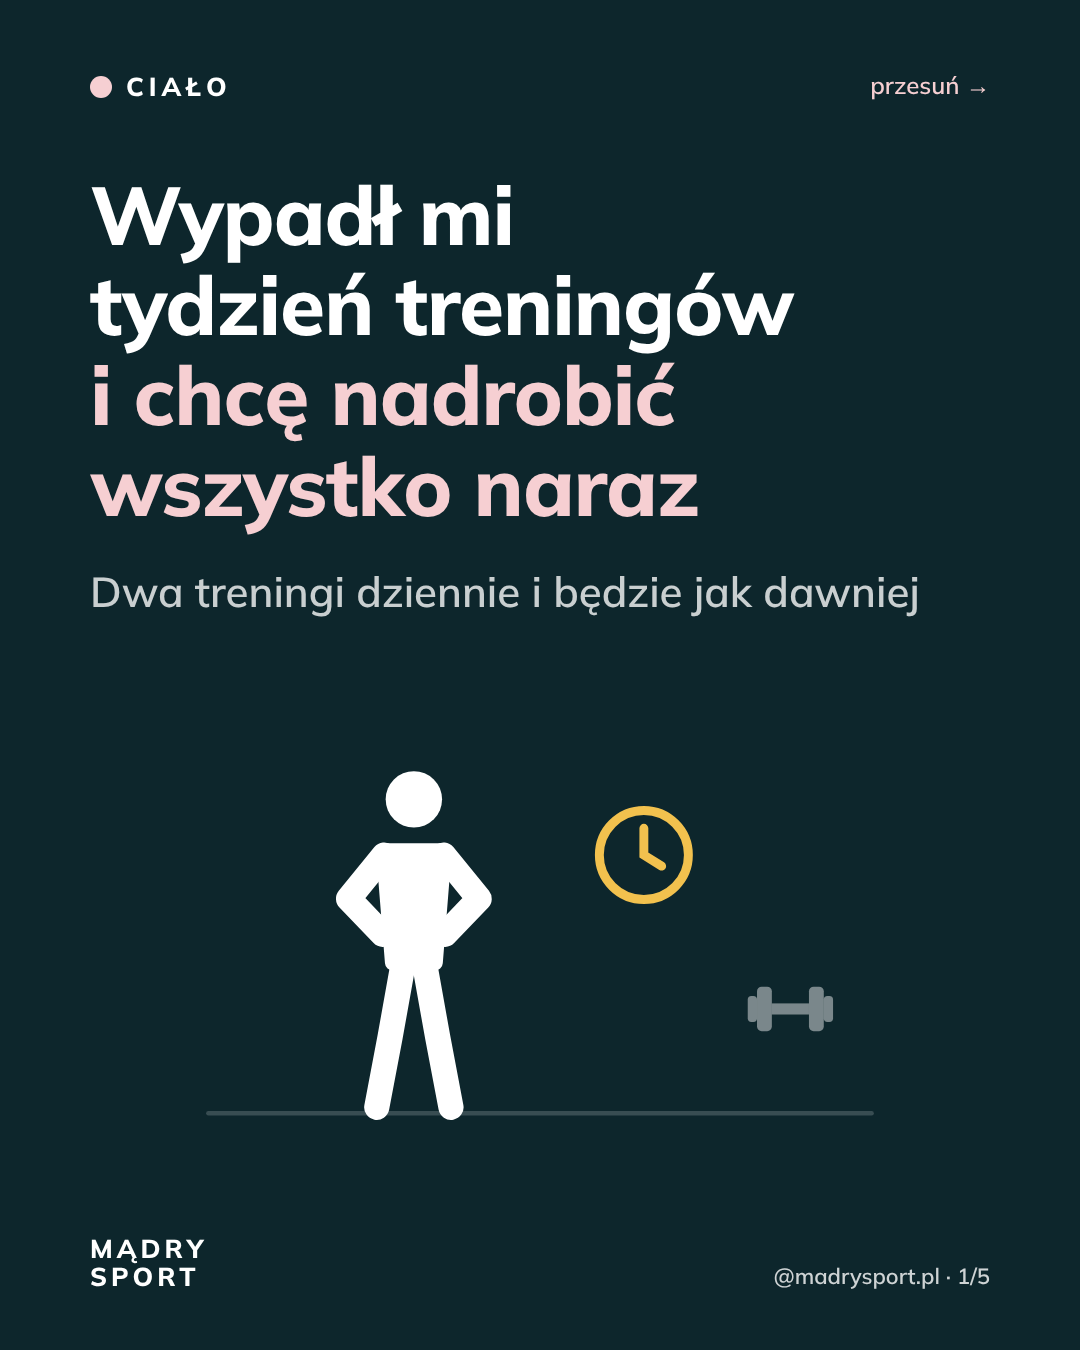 CIAŁO
przesuń →
Wypadł mi
tydzień treningów
i chcę nadrobić
wszystko naraz
Dwa treningi dziennie i będzie jak dawniej
MĄDRY
SPORT
@madrysport.pl · 1/5